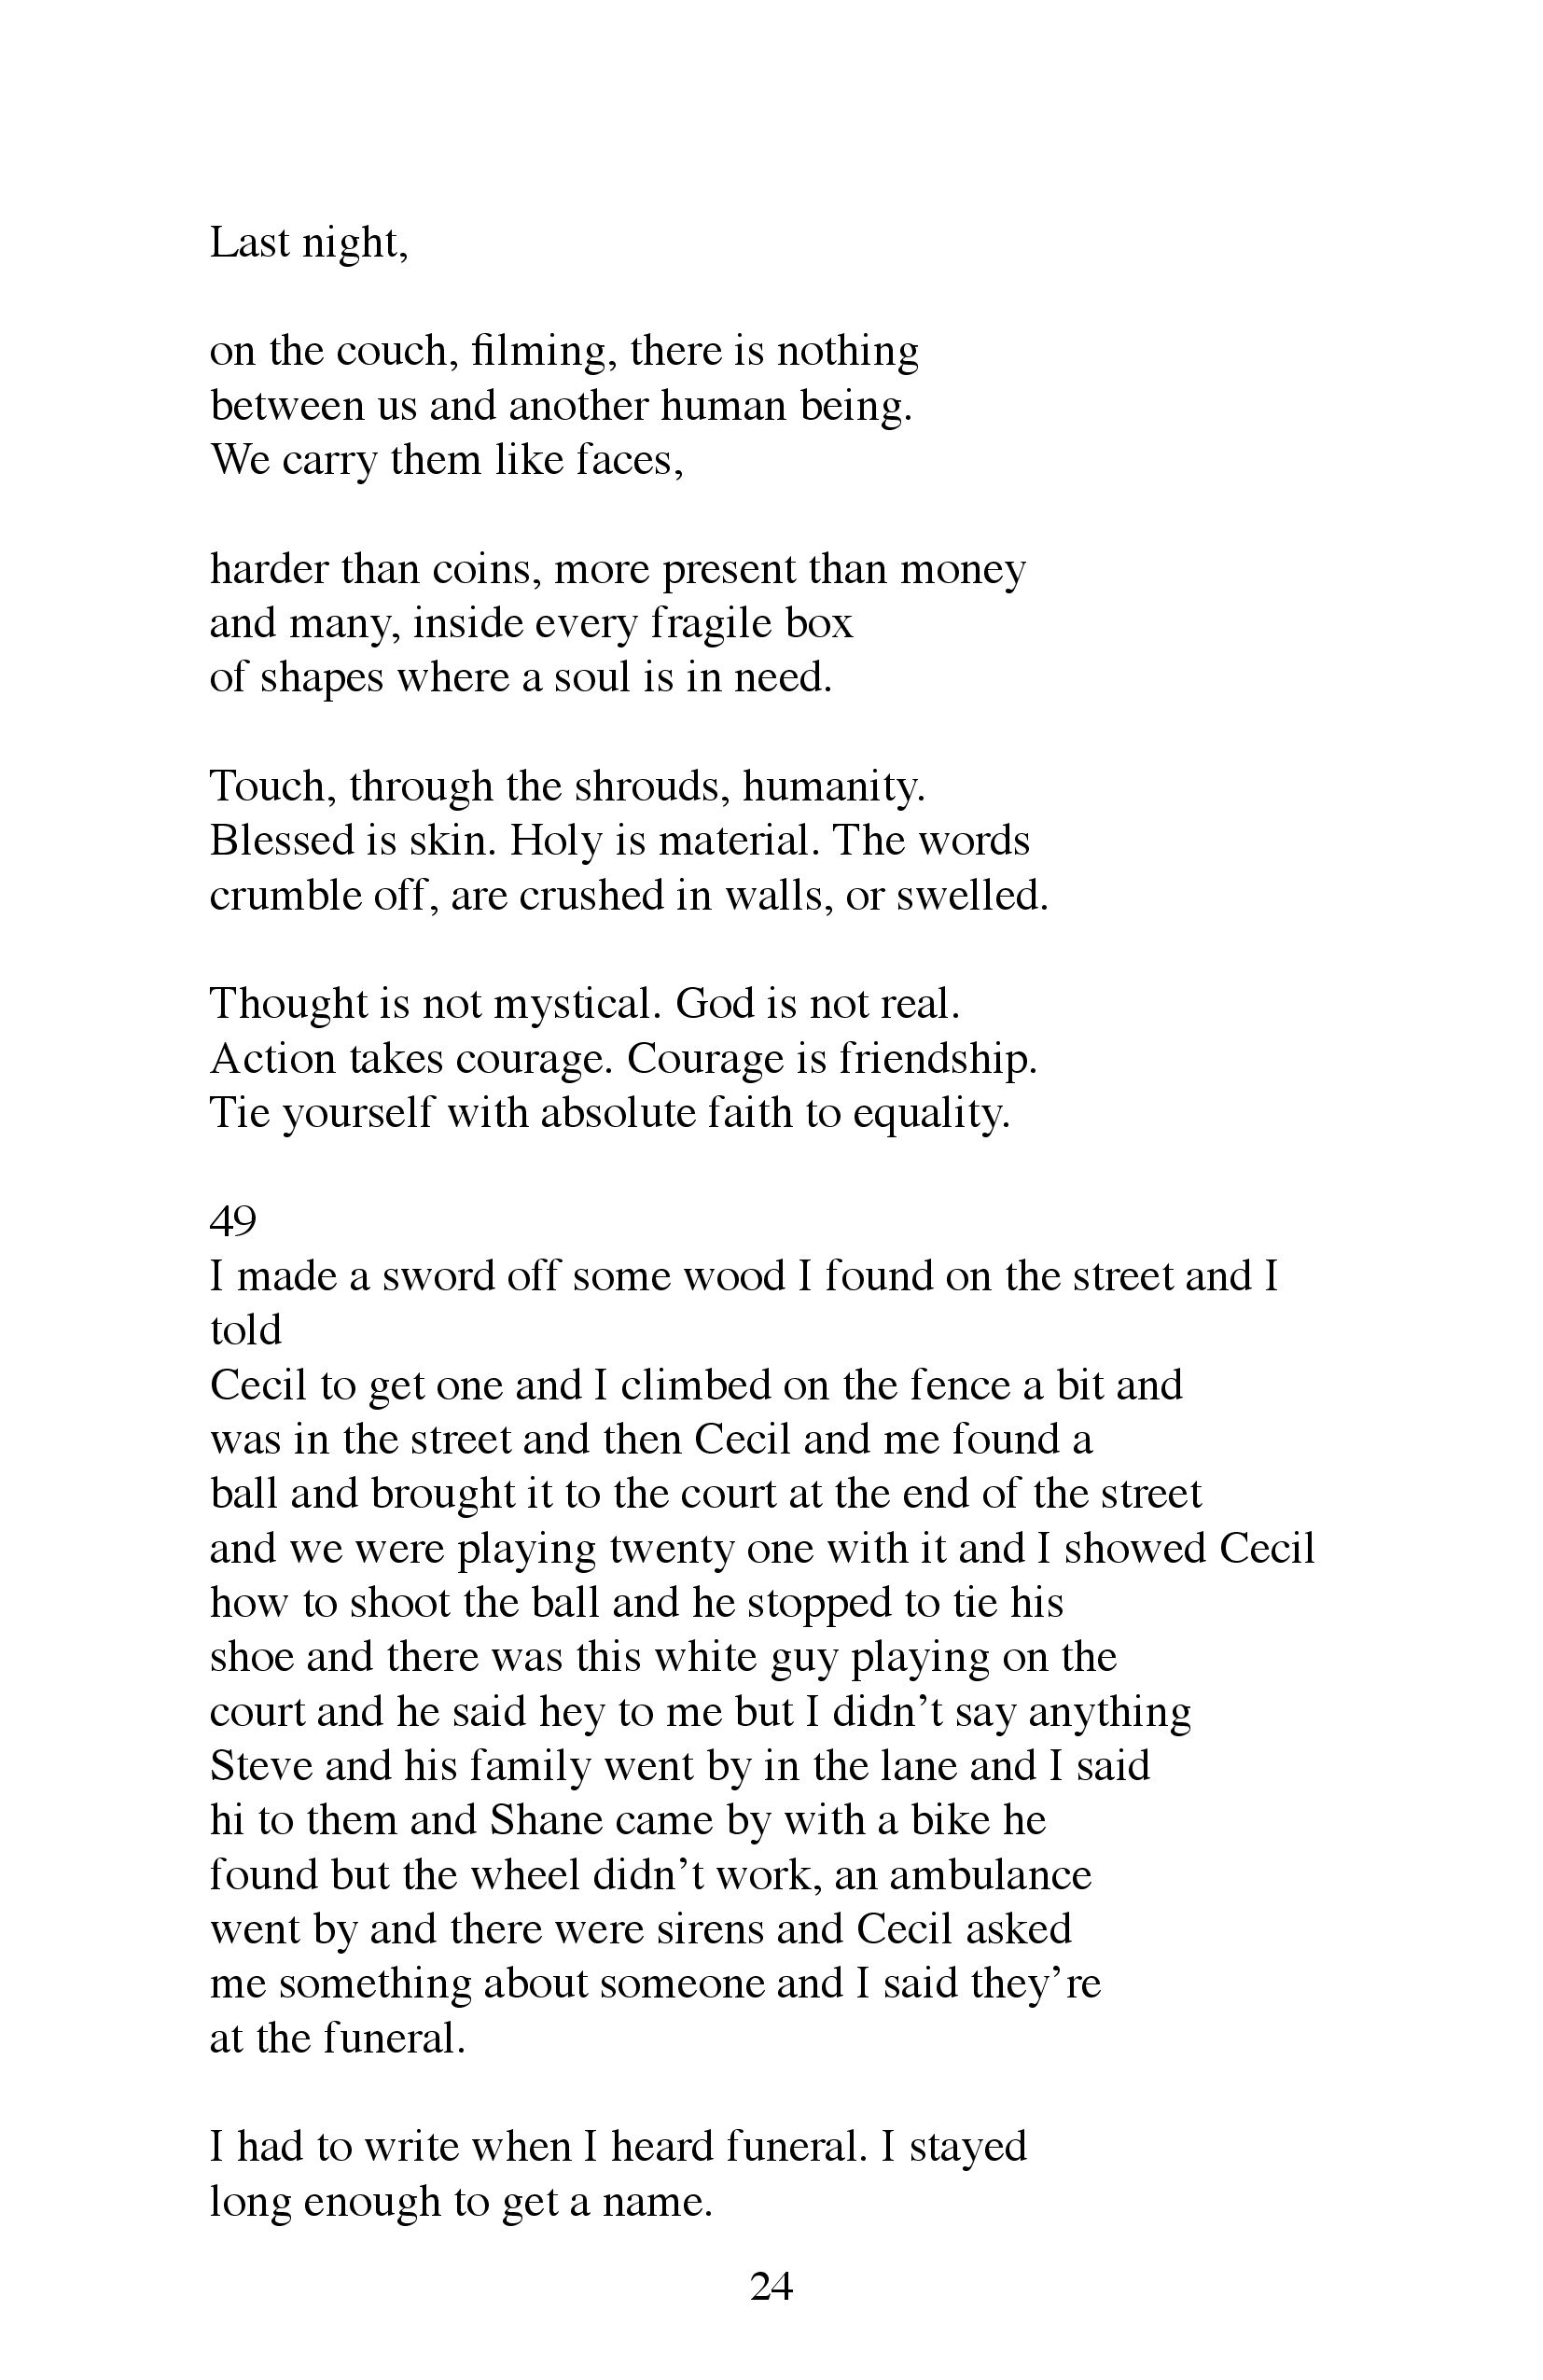 Last night,
on the couch, filming, there is nothing
between us and another human being.
We carry them like faces,
harder than coins, more present than money
and many, inside every fragile box
of shapes where a soul is in need.
Touch, through the shrouds, humanity.
Blessed is skin. Holy is material. The words
crumble off, are crushed in walls, or swelled.
Thought is not mystical. God is not real.
Action takes courage. Courage is friendship.
Tie yourself with absolute faith to equality.
49
I made a sword off some wood I found on the street and I
told
Cecil to get one and I climbed on the fence a bit and
was in the street and then Cecil and me found a
ball and brought it to the court at the end of the street
and we were playing twenty one with it and I showed Cecil
how to shoot the ball and he stopped to tie his
shoe and there was this white guy playing on the
court and he said hey to me but I didn’t say anything
Steve and his family went by in the lane and I said
hi to them and Shane came by with a bike he
found but the wheel didn’t work, an ambulance
went by and there were sirens and Cecil asked
me something about someone and I said they’re
at the funeral.
I had to write when I heard funeral. I stayed
long enough to get a name.
24